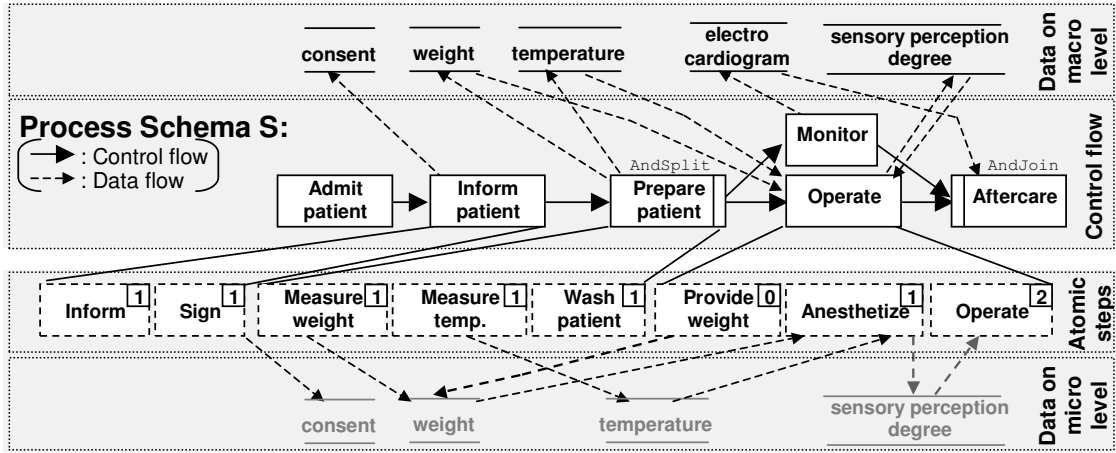 consent
weight
temperature
electro
cardiogram
sensory perception
degree
Data on
macro
level
Process Schema S:
: Control flow
: Data flow
Admit
patient
Inform
patient
AndSplit
Prepare
patient
Monitor
Operate
AndJoin
Aftercare
Control flow
Inform
1
Sign
1
Measure
weight
1
Measure
temp.
1
Wash
patient
1
Provide
weight
0
Anesthetize
1
Operate
2
Atomic
steps
consent
weight
temperature
sensory perception
degree
Data on
micro
level